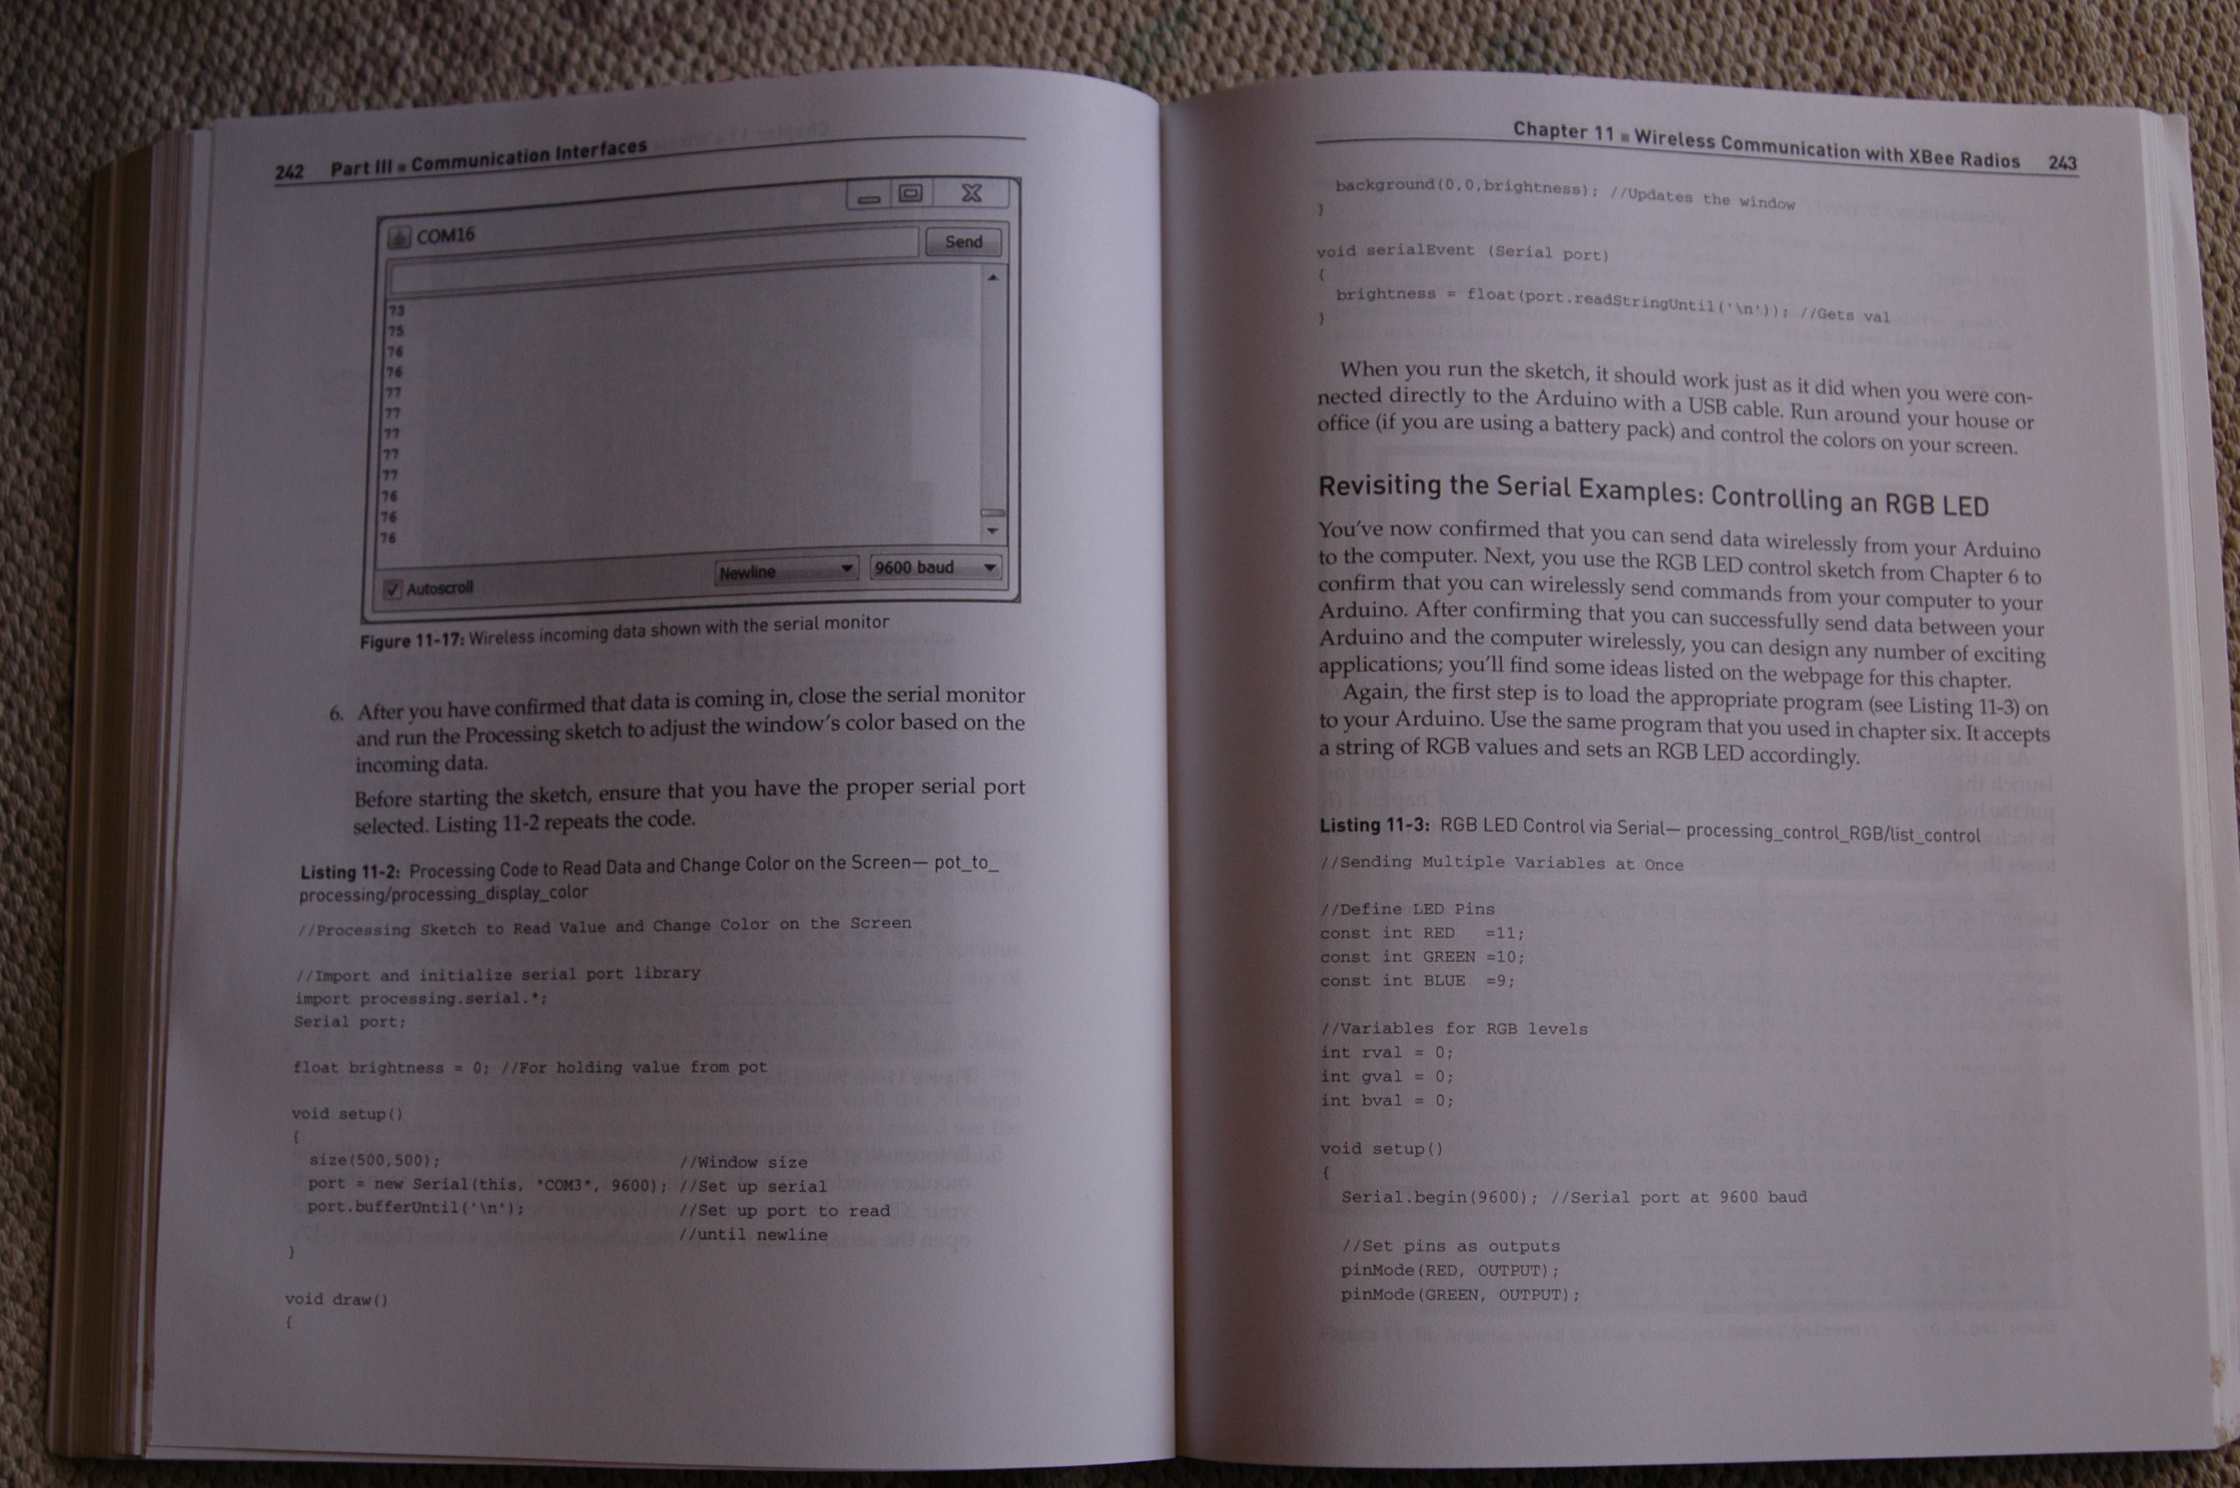 242 Part III ■ Communication Interfaces
COM16
Send
73
75
76
76
77
77
77
77
77
76
76
76
Autoscroll
Newline
9600 baud
Figure 11-17: Wireless incoming data shown with the serial monitor
6. After you have confirmed that data is coming in, close the serial monitor
and run the Processing sketch to adjust the window's color based on the
incoming data.
Before starting the sketch, ensure that you have the proper serial port
selected. Listing 11-2 repeats the code.
Listing 11-2: Processing Code to Read Data and Change Color on the Screen— pot_to_
processing/processing_display_color
//Processing Sketch to Read Value and Change Color on the Screen
//Import and initialize serial port library
import processing.serial.*;
Serial port;
float brightness = 0; //For holding value from pot
void setup()
{
size(500,500); //Window size
port = new Serial(this, "COM3", 9600); //Set up serial
port.bufferUntil('\n'); //Set up port to read
//until newline
}
void draw()
{
Chapter 11 ■ Wireless Communication with XBee Radios 243
background(0,0,brightness); //Updates the window
}
void serialEvent (Serial port)
{
brightness = float(port.readStringUntil('\n')); //Gets val
}
When you run the sketch, it should work just as it did when you were con-
nected directly to the Arduino with a USB cable. Run around your house or
office (if you are using a battery pack) and control the colors on your screen.
Revisiting the Serial Examples: Controlling an RGB LED
You've now confirmed that you can send data wirelessly from your Arduino
to the computer. Next, you use the RGB LED control sketch from Chapter 6 to
confirm that you can wirelessly send commands from your computer to your
Arduino. After confirming that you can successfully send data between your
Arduino and the computer wirelessly, you can design any number of exciting
applications; you'll find some ideas listed on the webpage for this chapter.
Again, the first step is to load the appropriate program (see Listing 11-3) on
to your Arduino. Use the same program that you used in chapter six. It accepts
a string of RGB values and sets an RGB LED accordingly.
Listing 11-3: RGB LED Control via Serial— processing_control_RGB/list_control
//Sending Multiple Variables at Once
//Define LED Pins
const int RED =11;
const int GREEN =10;
const int BLUE =9;
//Variables for RGB levels
int rval = 0;
int gval = 0;
int bval = 0;
void setup()
{
Serial.begin(9600); //Serial port at 9600 baud
//Set pins as outputs
pinMode(RED, OUTPUT);
pinMode(GREEN, OUTPUT);